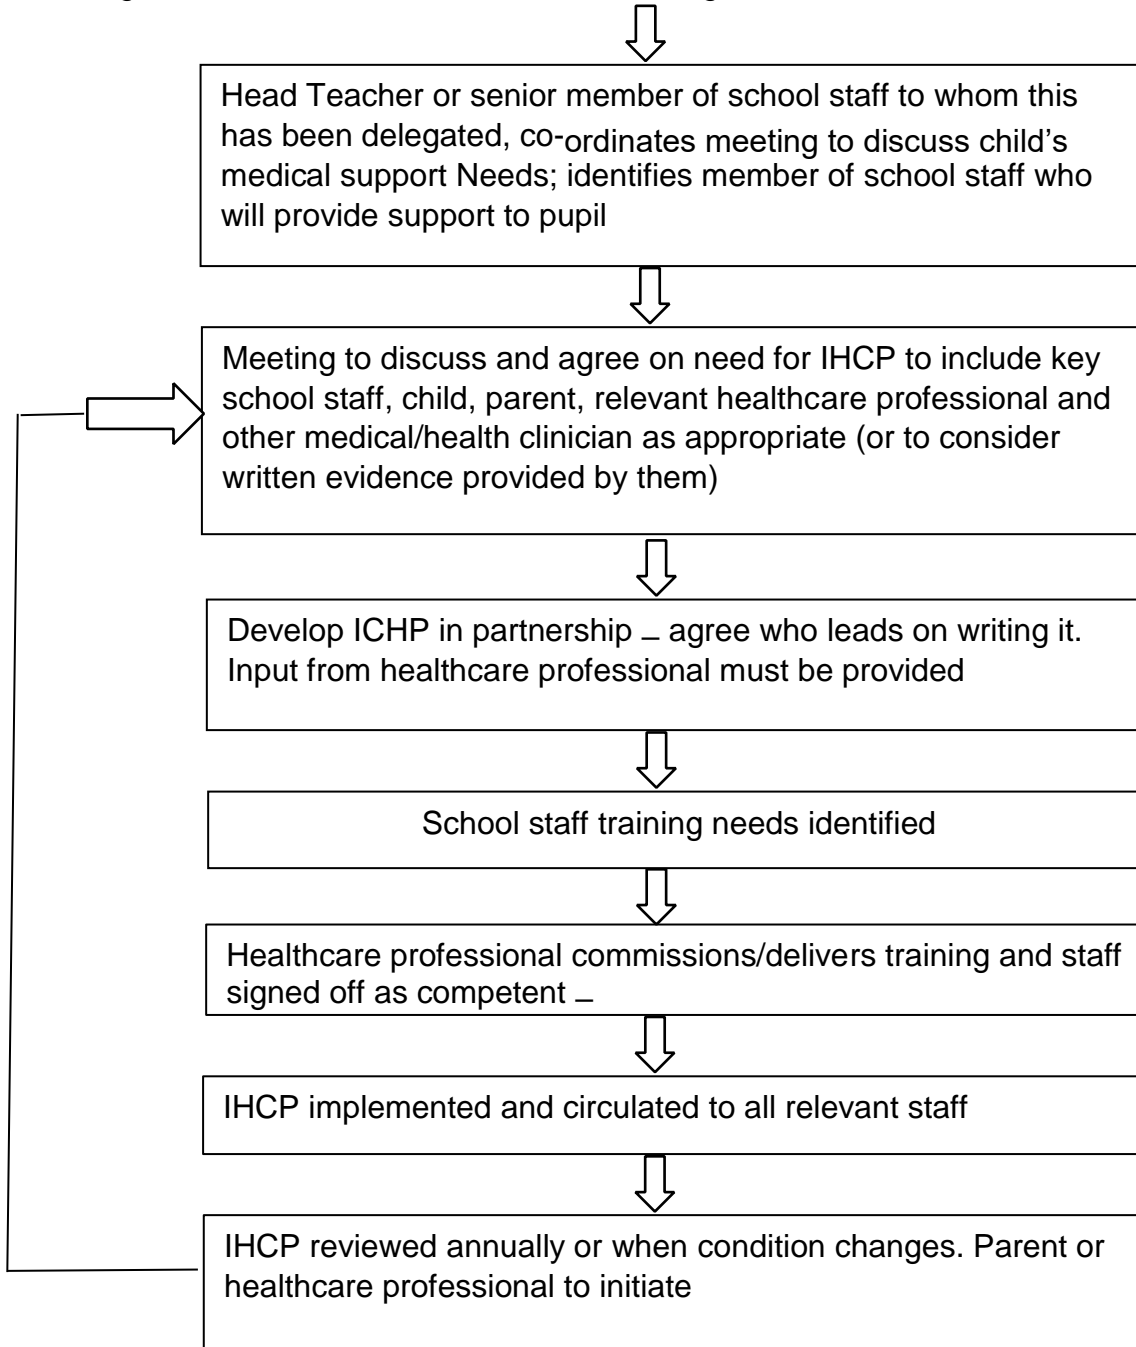 Head Teacher or senior member of school staff to whom this
has been delegated, co-ordinates meeting to discuss child's
medical support Needs; identifies member of school staff who
will provide support to pupil
Meeting to discuss and agree on need for IHCP to include key
school staff, child, parent, relevant healthcare professional and
other medical/health clinician as appropriate (or to consider
written evidence provided by them)
Develop ICHP in partnership – agree who leads on writing it.
Input from healthcare professional must be provided
School staff training needs identified
Healthcare professional commissions/delivers training and staff
signed off as competent –
IHCP implemented and circulated to all relevant staff
IHCP reviewed annually or when condition changes. Parent or
healthcare professional to initiate